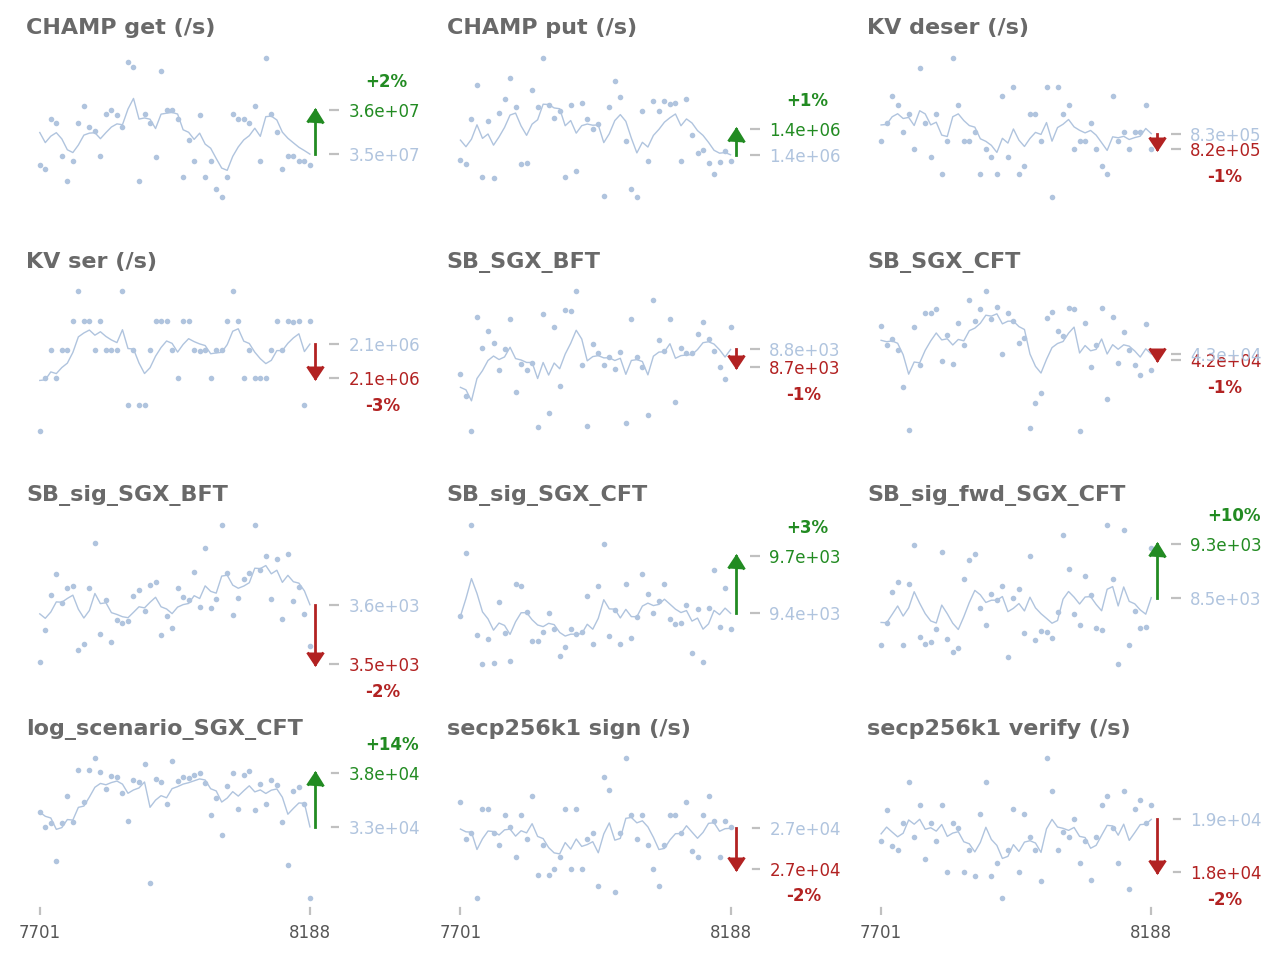 CHAMP get (/s)
+2%
3.6e+07
3.5e+07
CHAMP put (/s)
+1%
1.4e+06
1.4e+06
KV deser (/s)
8.3e+05
8.2e+05
-1%
KV ser (/s)
2.1e+06
2.1e+06
-3%
SB_SGX_BFT
8.8e+03
8.7e+03
-1%
SB_SGX_CFT
4.3e+04
4.2e+04
-1%
SB_sig_SGX_BFT
3.6e+03
3.5e+03
-2%
SB_sig_SGX_CFT
+3%
9.7e+03
9.4e+03
SB_sig_fwd_SGX_CFT
+10%
9.3e+03
8.5e+03
log_scenario_SGX_CFT
+14%
3.8e+04
3.3e+04
7701
8188
secp256k1 sign (/s)
2.7e+04
2.7e+04
-2%
7701
8188
secp256k1 verify (/s)
1.9e+04
1.8e+04
-2%
7701
8188